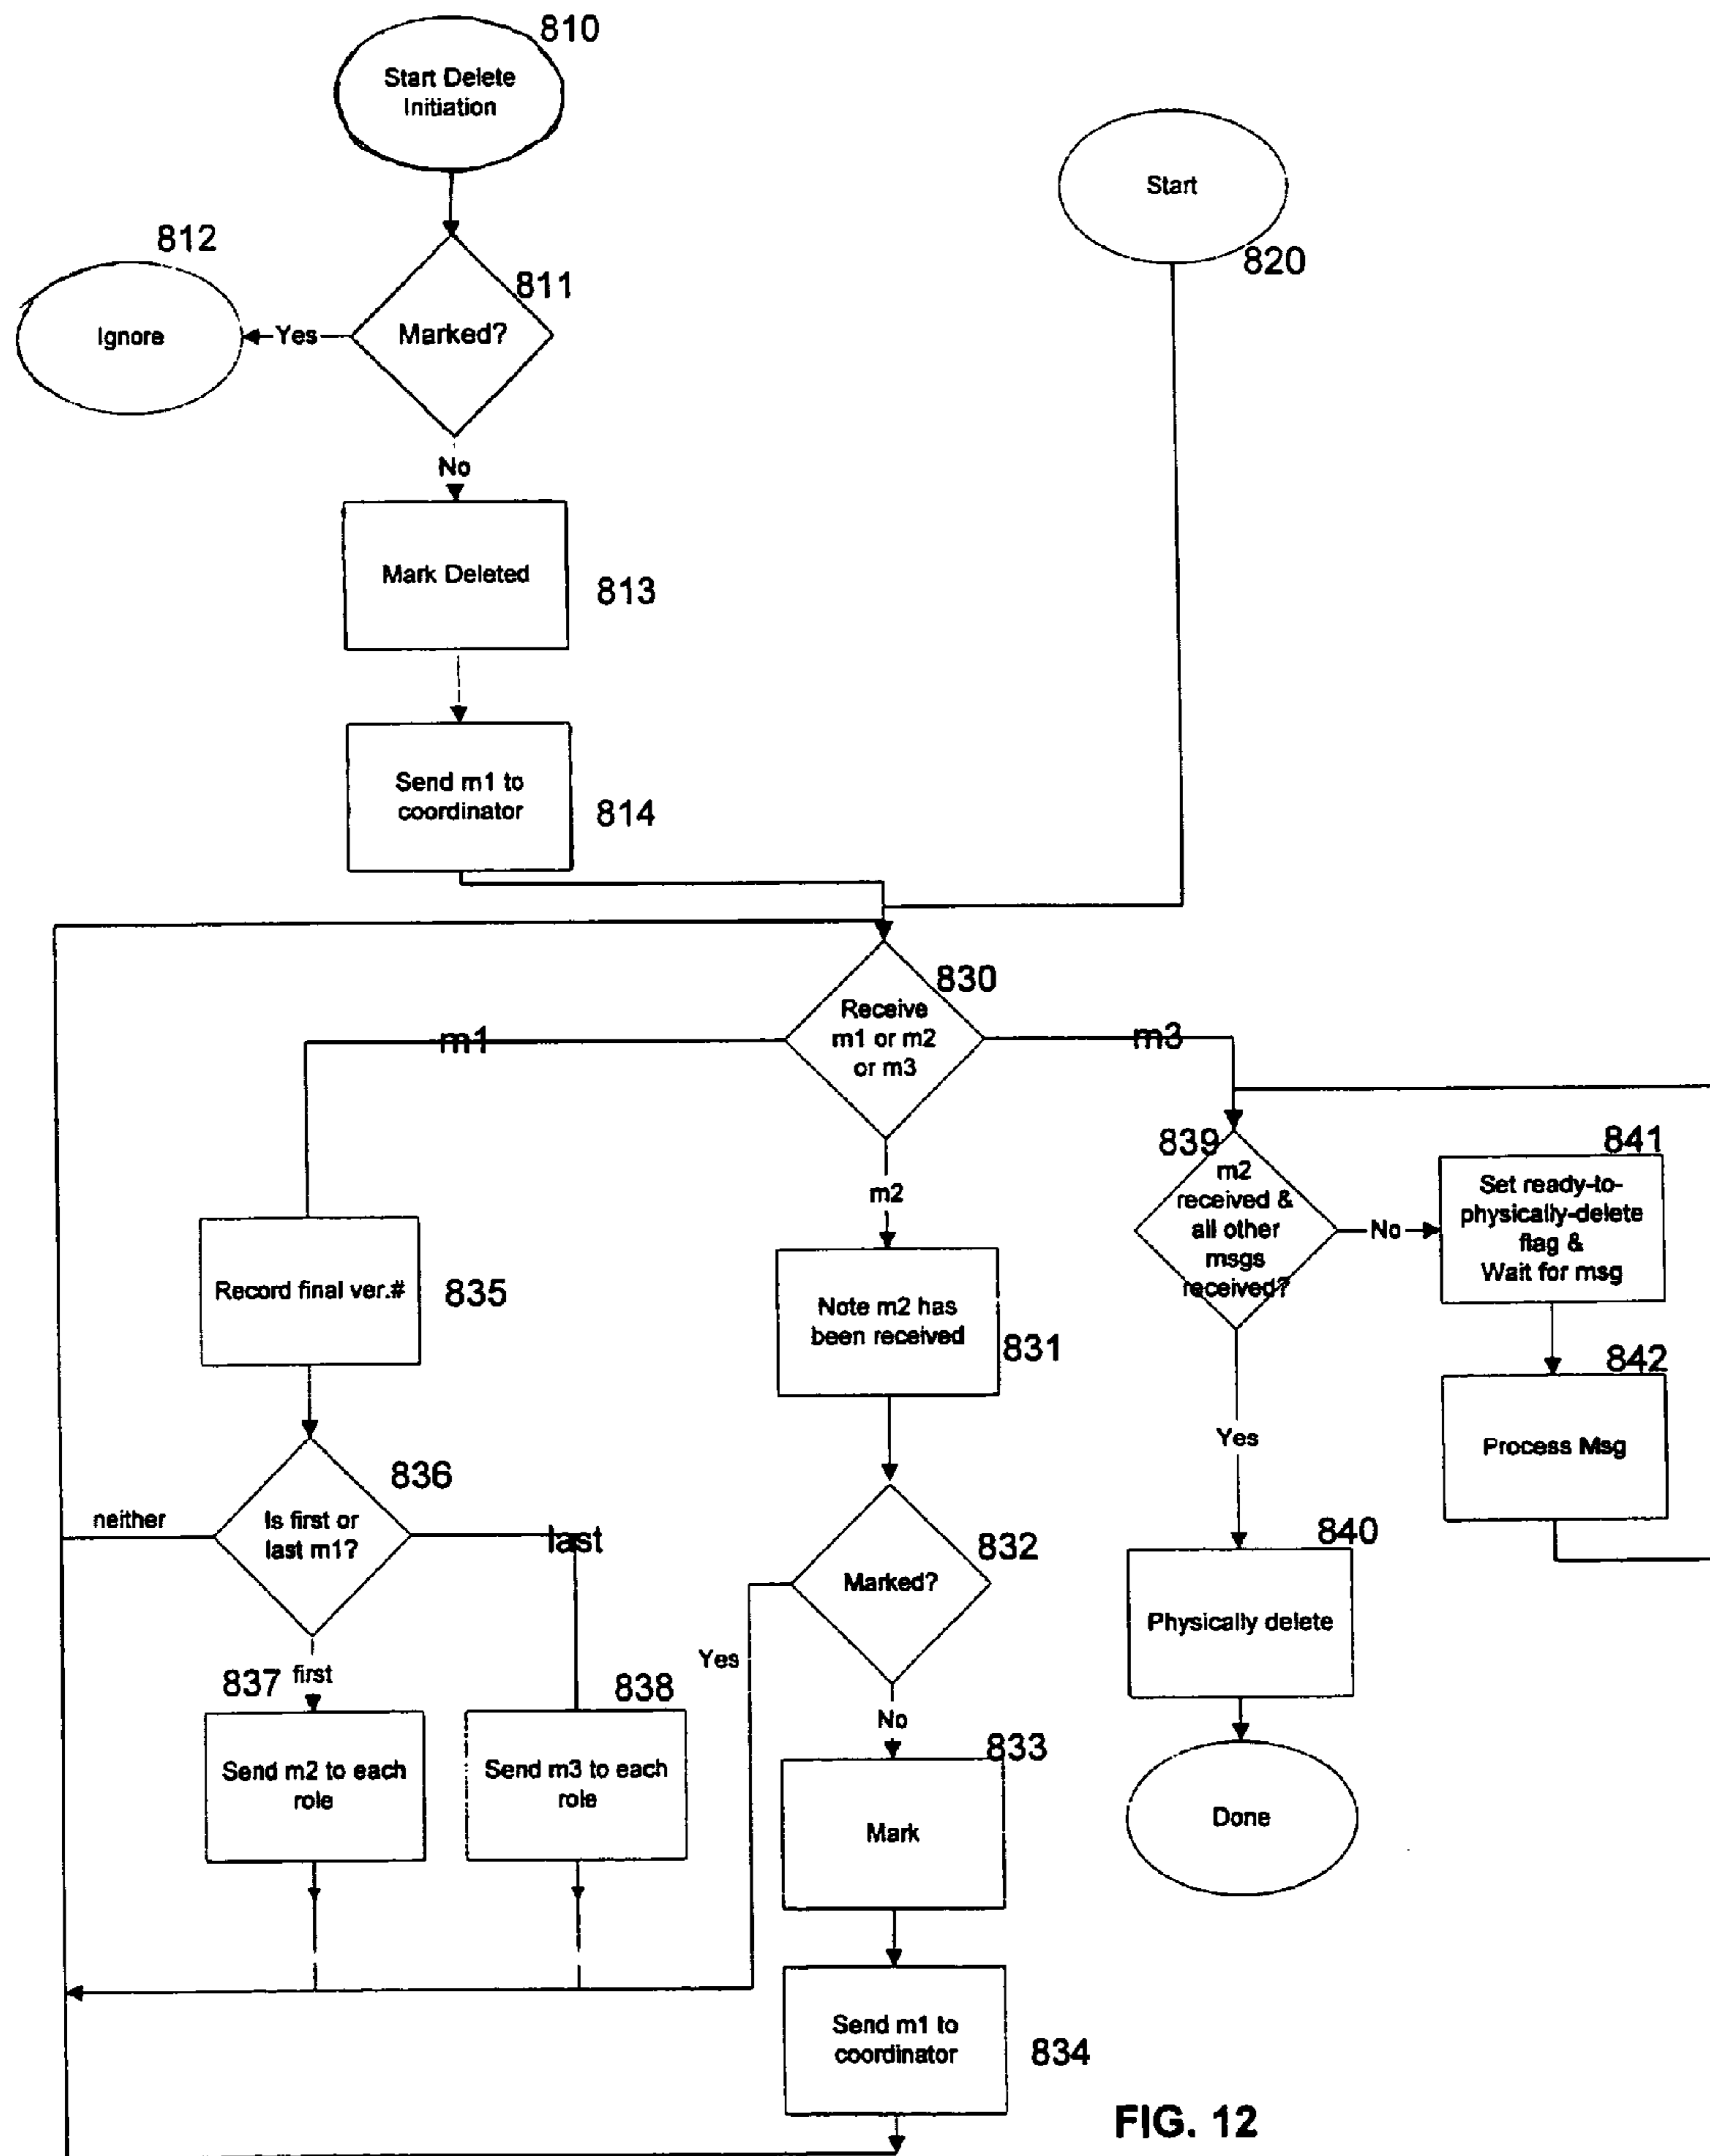 810
Start Delete
Initiation
Start
820
812
Ignore
Yes
811
Marked?
No
Mark Deleted
813
Send m1 to
coordinator
814
830
Receive
m1 or m2
or m3
m1
m3
m2
839
m2
received &
all other
msgs
received?
No
841
Set ready-to-
physically-delete
flag &
Wait for msg
842
Process Msg
Record final ver.#
835
Note m2 has
been received
831
Yes
836
Is first or
last m1?
neither
last
832
Marked?
840
Physically delete
Yes
No
837
first
838
Send m2 to each
role
Send m3 to each
role
833
Mark
Done
Send m1 to
coordinator
834
FIG. 12